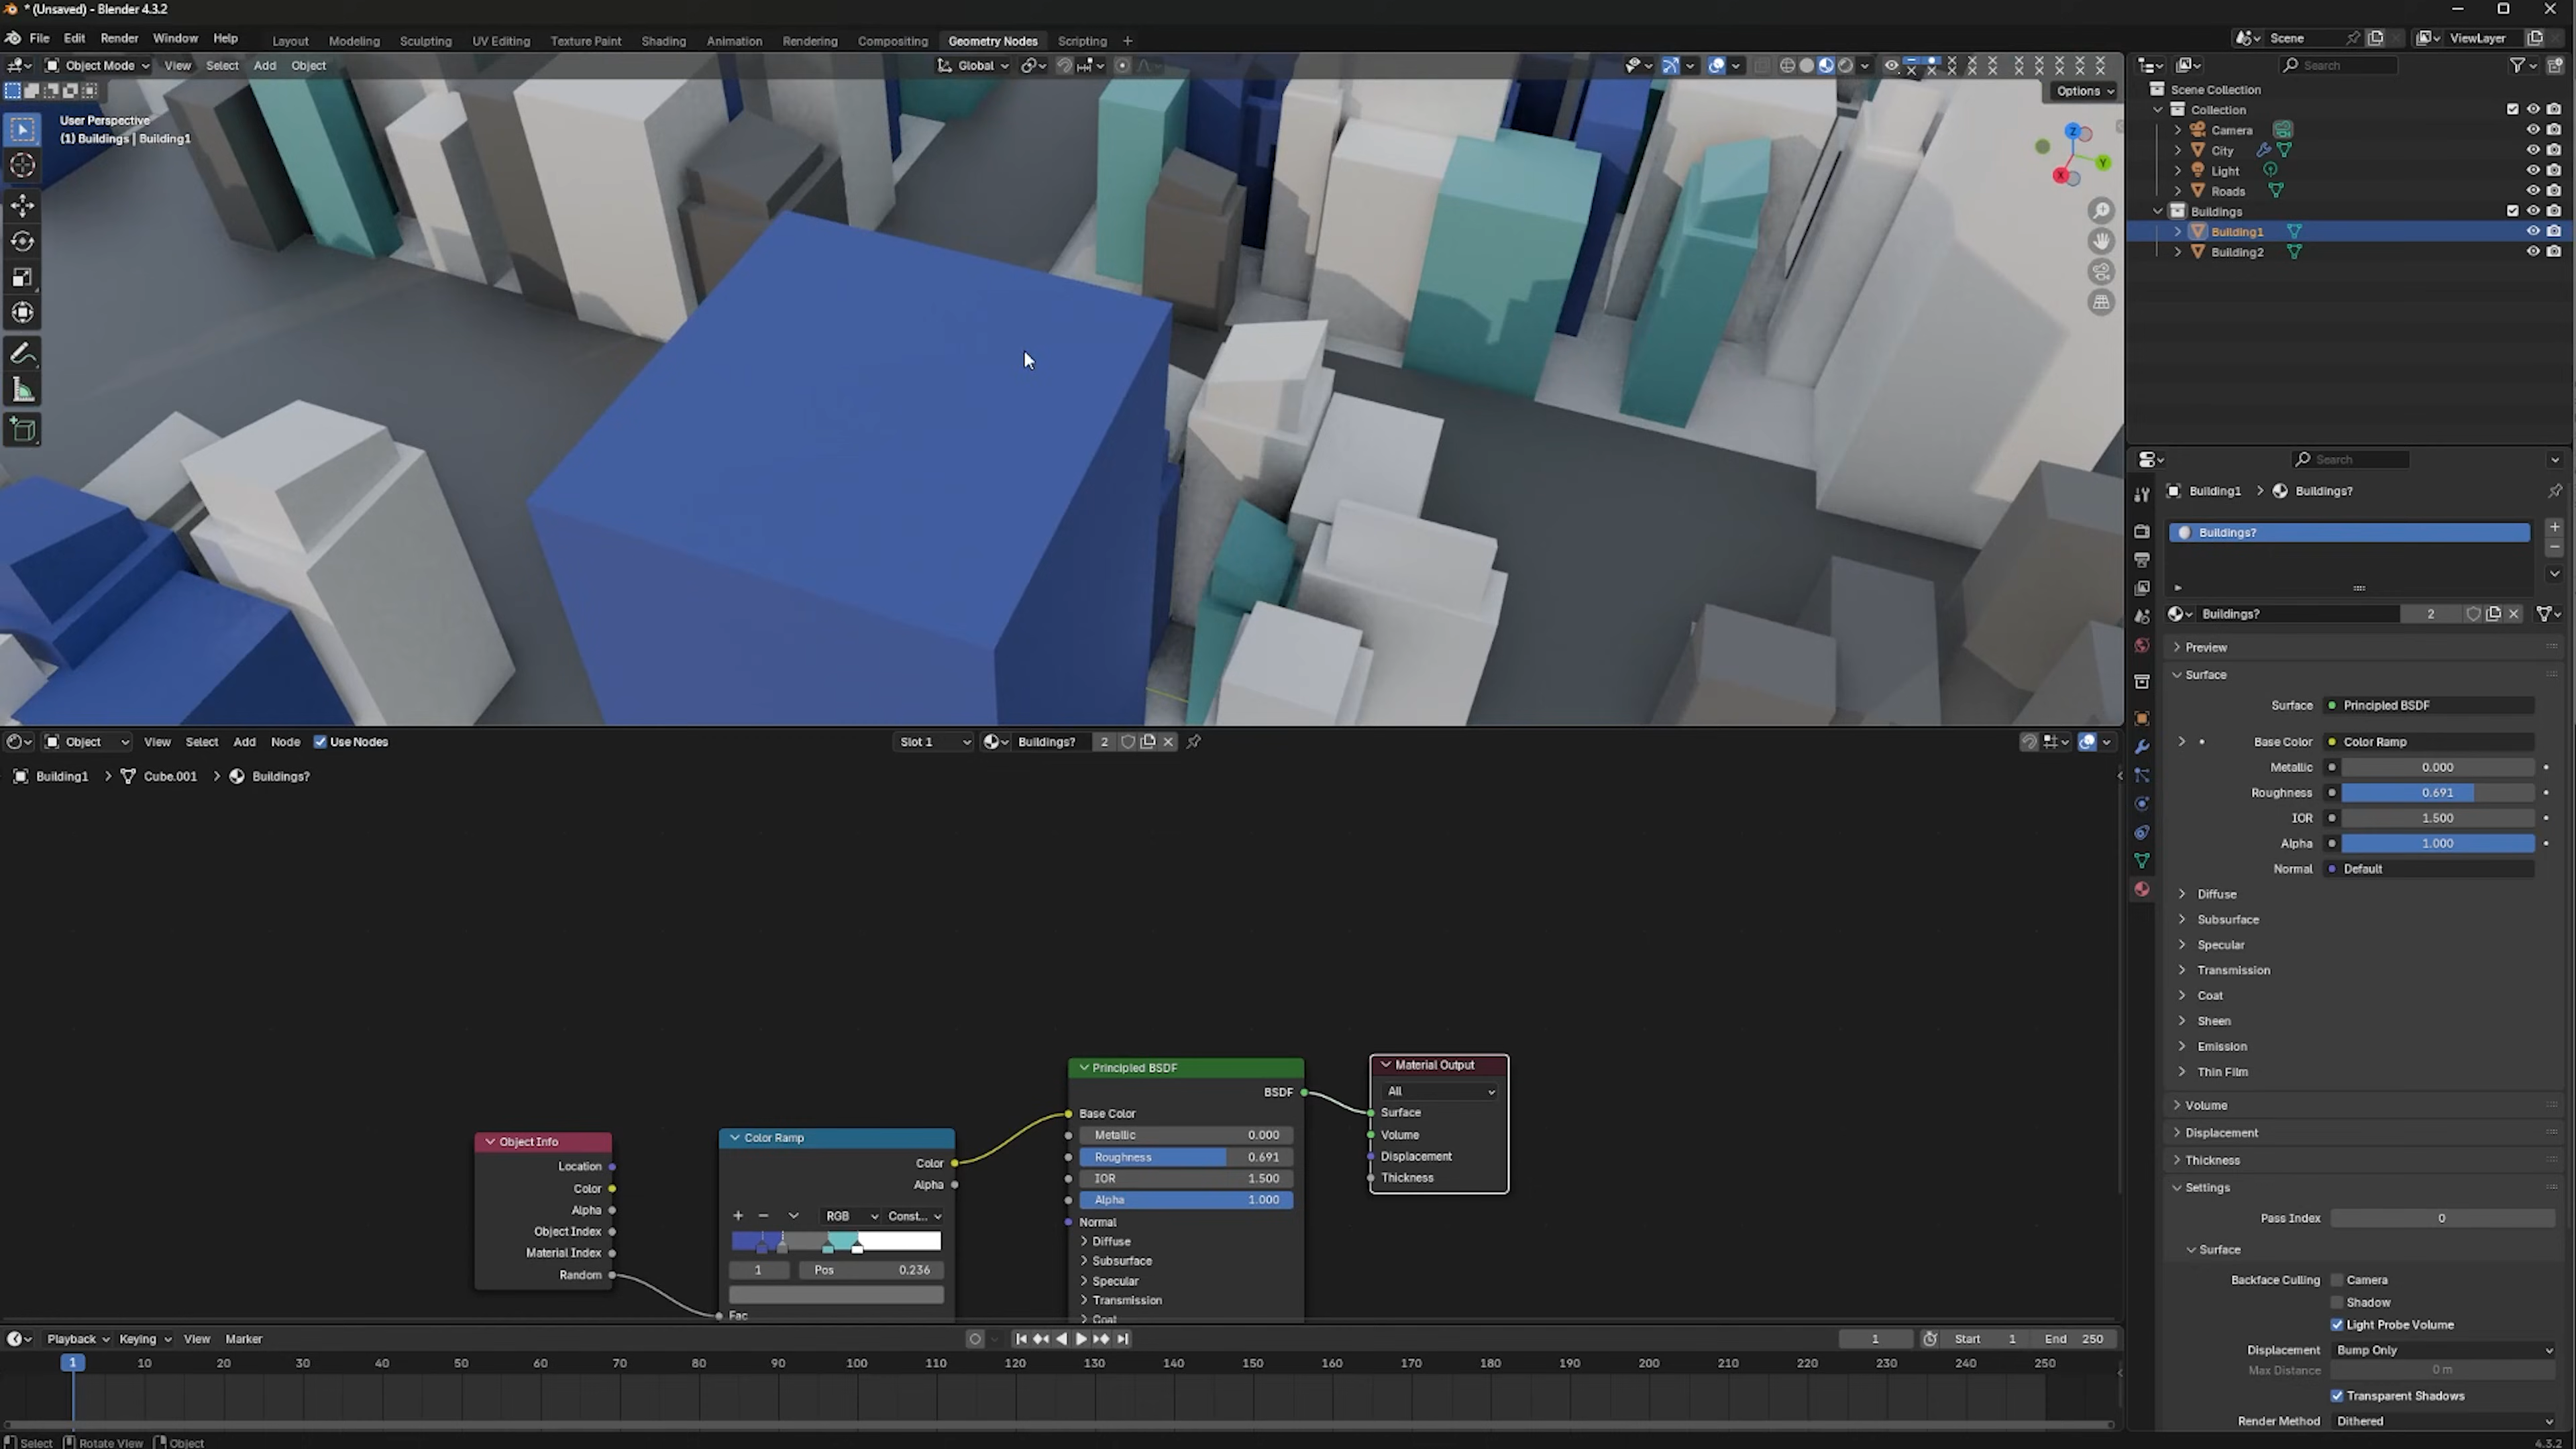 * (Unsaved) - Blender 4.3.2
File Edit Render Window Help Layout Modeling Sculpting UV Editing Texture Paint Shading Animation Rendering Compositing Geometry Nodes Scripting + Scene ViewLayer
Object Mode View Select Add Object Global Search
Options
User Perspective
(1) Buildings | Building1
Z
Y
X
Scene Collection
Collection
Camera
City
Light
Roads
Buildings
Building1
Building2
Search
Building1 > Buildings?
Buildings?
Buildings? 2
Preview
Surface
Surface Principled BSDF
Base Color Color Ramp
Metallic 0.000
Roughness 0.691
IOR 1.500
Alpha 1.000
Normal Default
Diffuse
Subsurface
Specular
Transmission
Coat
Sheen
Emission
Thin Film
Volume
Displacement
Thickness
Settings
Pass Index 0
Surface
Backface Culling Camera
Shadow
Light Probe Volume
Displacement Bump Only
Max Distance 0 m
Transparent Shadows
Render Method Dithered
Object View Select Add Node Use Nodes Slot 1 Buildings? 2
Building1 > Cube.001 > Buildings?
Object Info
Location
Color
Alpha
Object Index
Material Index
Random
Color Ramp
Color
Alpha
+ − RGB Const...
1 Pos 0.236
Fac
Principled BSDF
BSDF
Base Color
Metallic 0.000
Roughness 0.691
IOR 1.500
Alpha 1.000
Normal
Diffuse
Subsurface
Specular
Transmission
Coat
Material Output
All
Surface
Volume
Displacement
Thickness
Playback Keying View Marker 1 Start 1 End 250
1 10 20 30 40 50 60 70 80 90 100 110 120 130 140 150 160 170 180 190 200 210 220 230 240 250
Select Rotate View Object 4.3.2